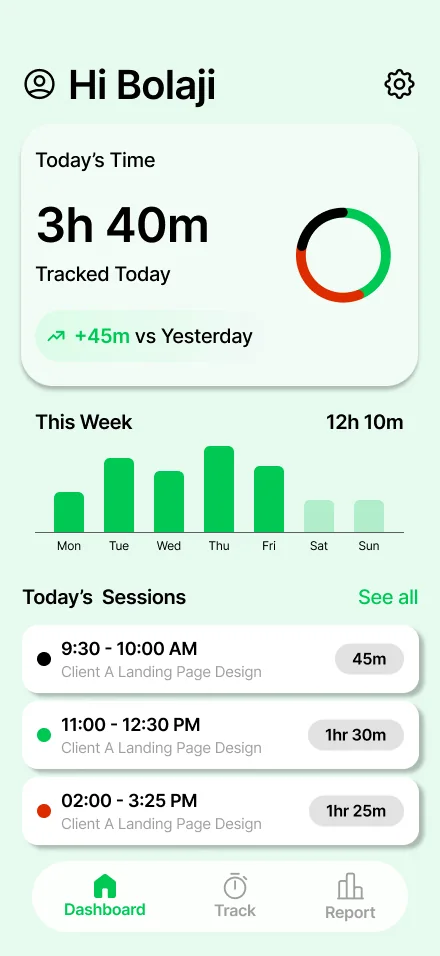 Hi Bolaji
Today's Time
3h 40m
Tracked Today
+45m vs Yesterday
This Week 12h 10m
Mon Tue Wed Thu Fri Sat Sun
Today's Sessions See all
9:30 - 10:00 AM
Client A Landing Page Design
45m
11:00 - 12:30 PM
Client A Landing Page Design
1hr 30m
02:00 - 3:25 PM
Client A Landing Page Design
1hr 25m
Dashboard Track Report